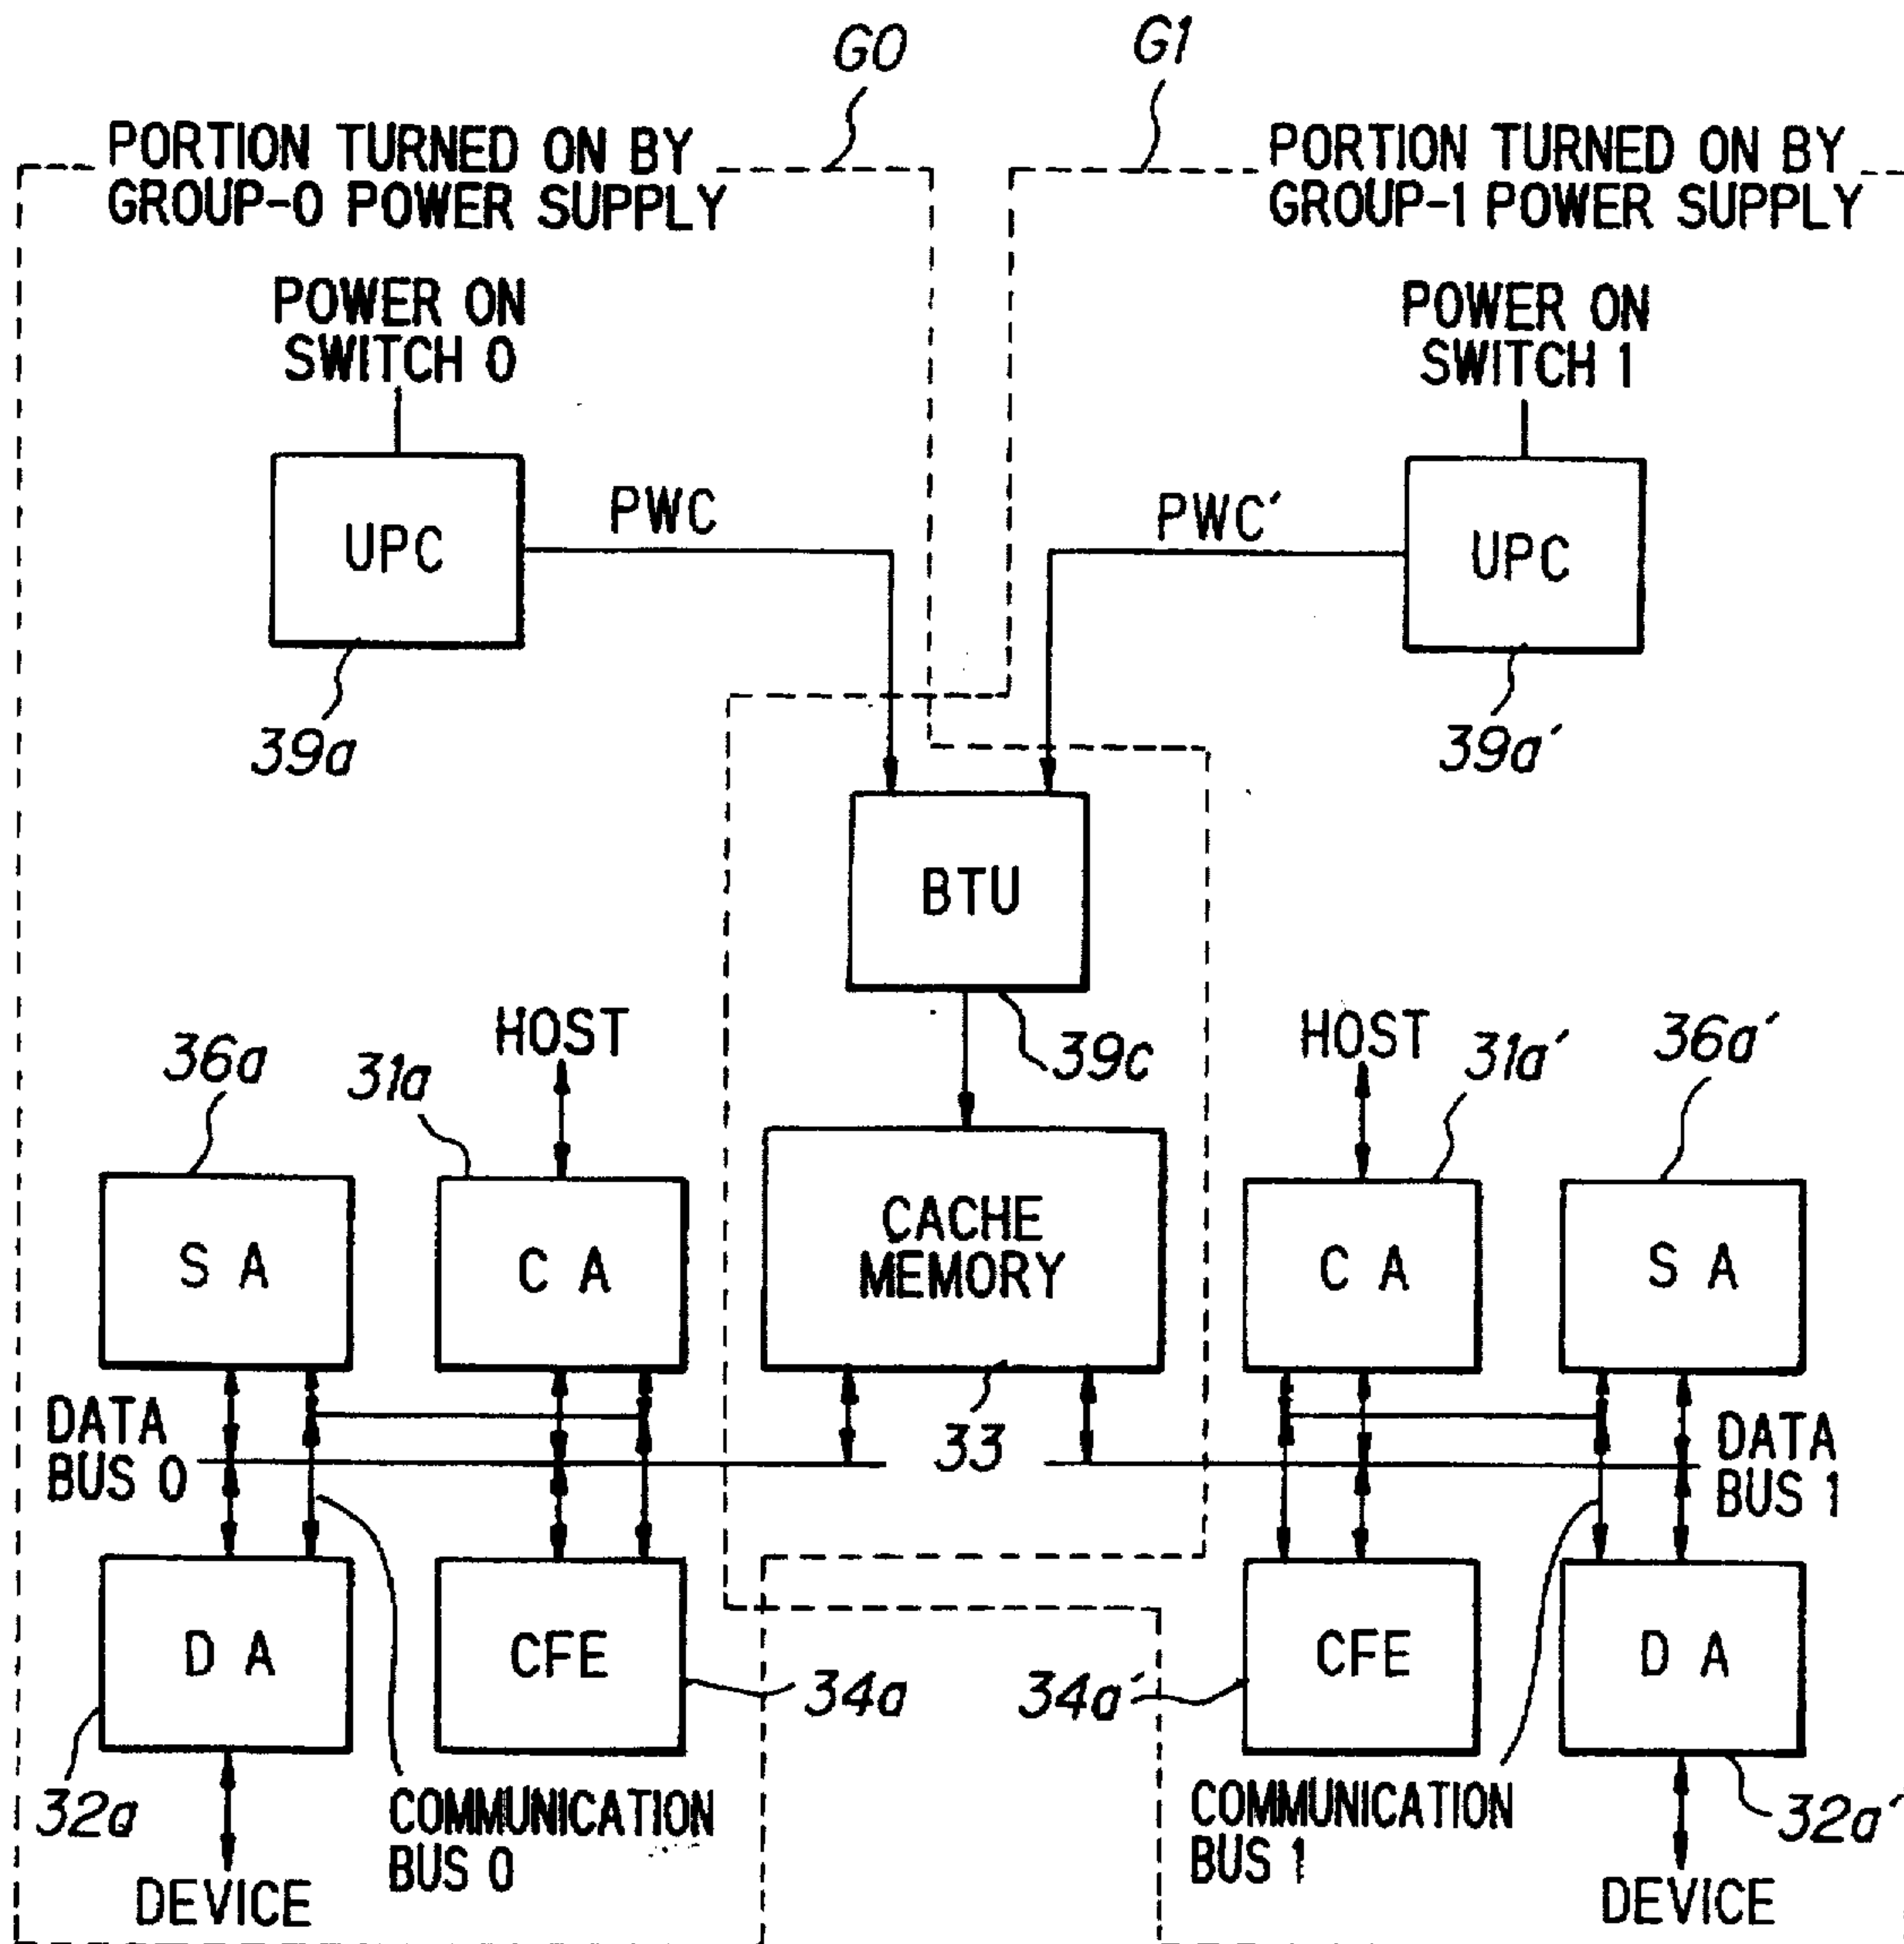 G0
G1
PORTION TURNED ON BY
GROUP-0 POWER SUPPLY
PORTION TURNED ON BY
GROUP-1 POWER SUPPLY
POWER ON
SWITCH 0
POWER ON
SWITCH 1
UPC
PWC
PWC′
UPC
39a
39a′
BTU
39c
HOST
HOST
36a
31a
31a′
36a′
S A
C A
CACHE
MEMORY
C A
S A
DATA
BUS 0
33
DATA
BUS 1
D A
CFE
CFE
D A
34a
34a′
32a
COMMUNICATION
BUS 0
COMMUNICATION
BUS 1
32a′
DEVICE
DEVICE